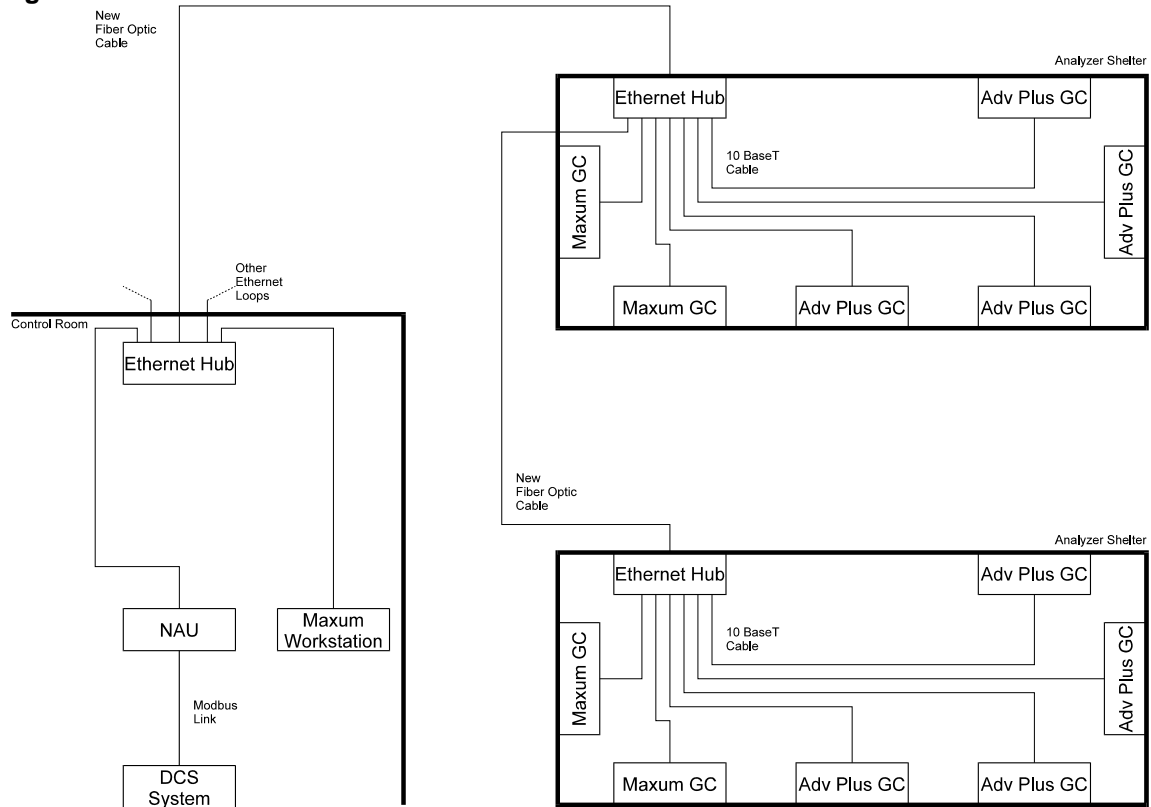 New
Fiber Optic
Cable
Analyzer Shelter
Ethernet Hub
Adv Plus GC
10 BaseT
Cable
Maxum GC
Adv Plus GC
Maxum GC
Adv Plus GC
Adv Plus GC
Other
Ethernet
Loops
Control Room
Ethernet Hub
New
Fiber Optic
Cable
Analyzer Shelter
Ethernet Hub
Adv Plus GC
10 BaseT
Cable
Maxum GC
Adv Plus GC
Maxum GC
Adv Plus GC
Adv Plus GC
NAU
Maxum
Workstation
Modbus
Link
DCS
System